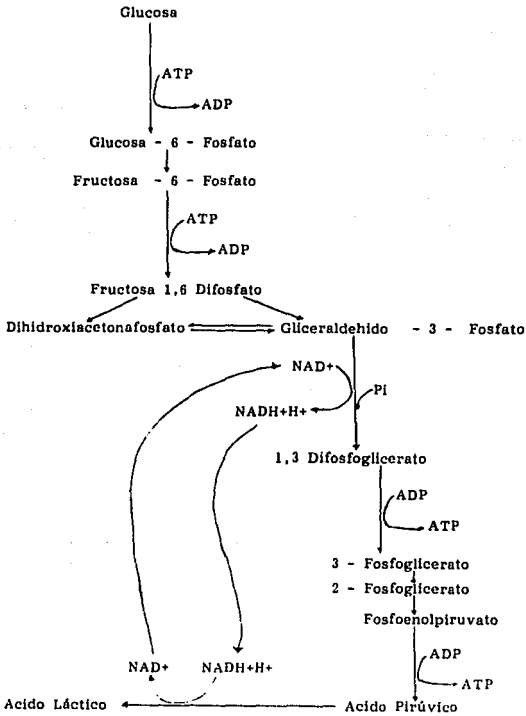 Glucosa
ATP
ADP
Glucosa - 6 - Fosfato
Fructosa - 6 - Fosfato
ATP
ADP
Fructosa 1,6 Difosfato
Dihidroxiacetonafosfato
Gliceraldehido - 3 - Fosfato
NAD+
Pi
NADH+H+
1,3 Difosfoglicerato
ADP
ATP
3 - Fosfoglicerato
2 - Fosfoglicerato
Fosfoenolpiruvato
ADP
NAD+
NADH+H+
ATP
Acido Láctico
Acido Pirúvico